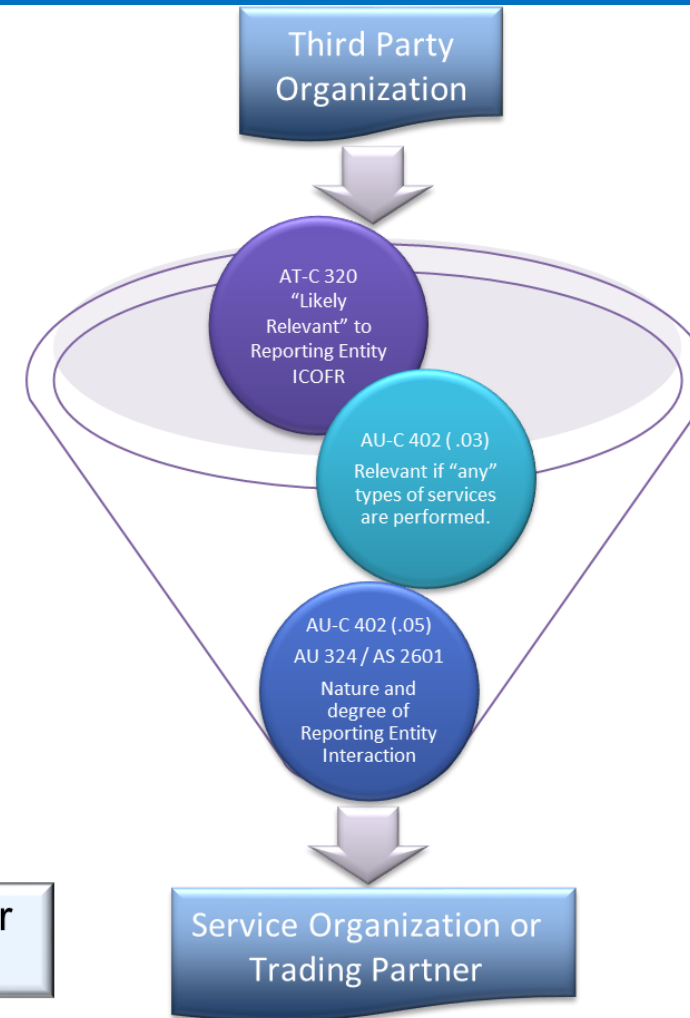 Third Party
Organization
AT-C 320
“Likely
Relevant” to
Reporting Entity
ICOFR
AU-C 402 ( .03)
Relevant if “any”
types of services
are performed.
AU-C 402 (.05)
AU 324 / AS 2601
Nature and
degree of
Reporting Entity
Interaction
r
Service Organization or
Trading Partner